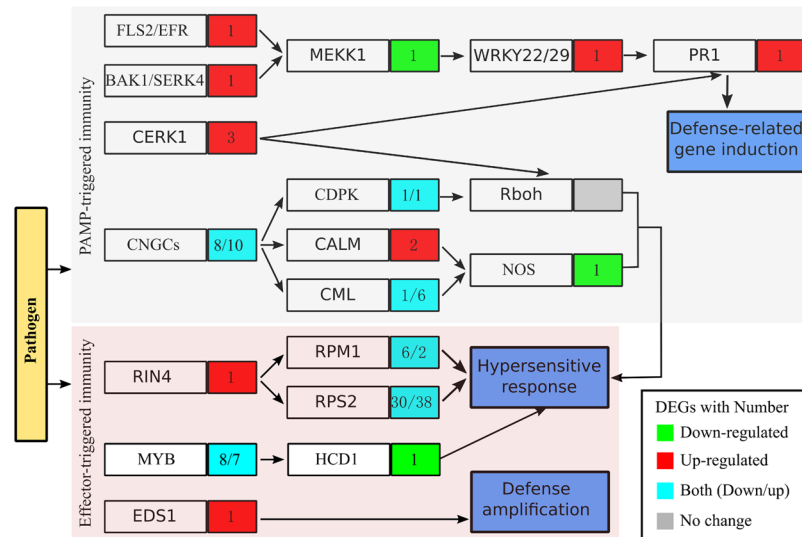 Pathogen
PAMP-triggered immunity
FLS2/EFR 1
BAK1/SERK4 1
MEKK1 1
WRKY22/29 1
PR1 1
Defense-related
gene induction
CERK1 3
CNGCs 8/10
CDPK 1/1
CALM 2
CML 1/6
Rboh
NOS 1
Effector-triggered immunity
RIN4 1
RPM1 6/2
RPS2 30/38
Hypersensitive
response
MYB 8/7
HCD1 1
EDS1 1
Defense
amplification
DEGs with Number
Down-regulated
Up-regulated
Both (Down/up)
No change